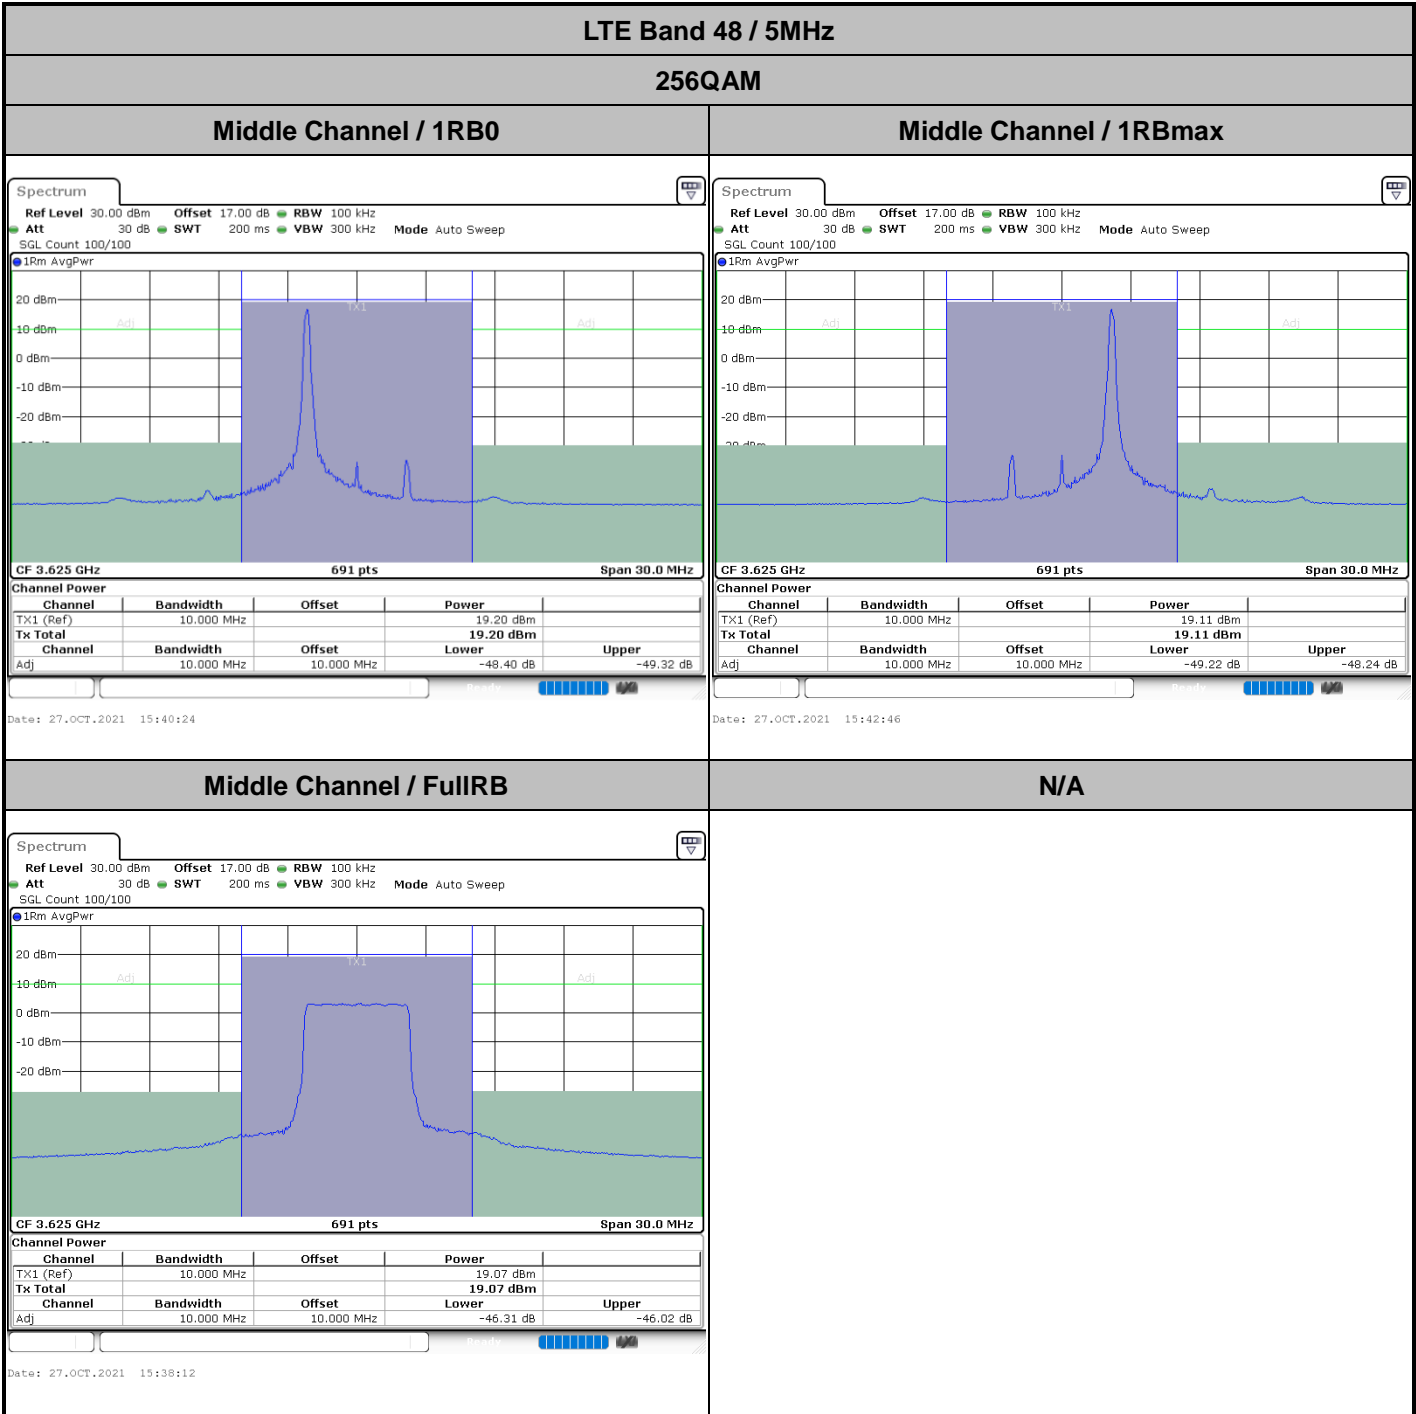 LTE Band 48 / 5MHz
256QAM
Middle Channel / 1RB0
Middle Channel / 1RBmax
Spectrum
Ref Level 30.00 dBm Offset 17.00 dB RBW 100 kHz
Att 30 dB SWT 200 ms VBW 300 kHz Mode Auto Sweep
SGL Count 100/100
1Rm AvgPwr
20 dBm
TX1
Adj
Adj
10 dBm
0 dBm
-10 dBm
-20 dBm
CF 3.625 GHz 691 pts Span 30.0 MHz
Channel Power
Channel Bandwidth Offset Power
TX1 (Ref) 10.000 MHz 19.20 dBm
Tx Total 19.20 dBm
Channel Bandwidth Offset Lower Upper
Adj 10.000 MHz 10.000 MHz -48.40 dB -49.32 dB
Ready
Date: 27.OCT.2021 15:40:24
Spectrum
Ref Level 30.00 dBm Offset 17.00 dB RBW 100 kHz
Att 30 dB SWT 200 ms VBW 300 kHz Mode Auto Sweep
SGL Count 100/100
1Rm AvgPwr
20 dBm
TX1
Adj
Adj
10 dBm
0 dBm
-10 dBm
-20 dBm
CF 3.625 GHz 691 pts Span 30.0 MHz
Channel Power
Channel Bandwidth Offset Power
TX1 (Ref) 10.000 MHz 19.11 dBm
Tx Total 19.11 dBm
Channel Bandwidth Offset Lower Upper
Adj 10.000 MHz 10.000 MHz -49.22 dB -48.24 dB
Ready
Date: 27.OCT.2021 15:42:46
Middle Channel / FullRB
N/A
Spectrum
Ref Level 30.00 dBm Offset 17.00 dB RBW 100 kHz
Att 30 dB SWT 200 ms VBW 300 kHz Mode Auto Sweep
SGL Count 100/100
1Rm AvgPwr
20 dBm
TX1
Adj
Adj
10 dBm
0 dBm
-10 dBm
-20 dBm
CF 3.625 GHz 691 pts Span 30.0 MHz
Channel Power
Channel Bandwidth Offset Power
TX1 (Ref) 10.000 MHz 19.07 dBm
Tx Total 19.07 dBm
Channel Bandwidth Offset Lower Upper
Adj 10.000 MHz 10.000 MHz -46.31 dB -46.02 dB
Ready
Date: 27.OCT.2021 15:38:12